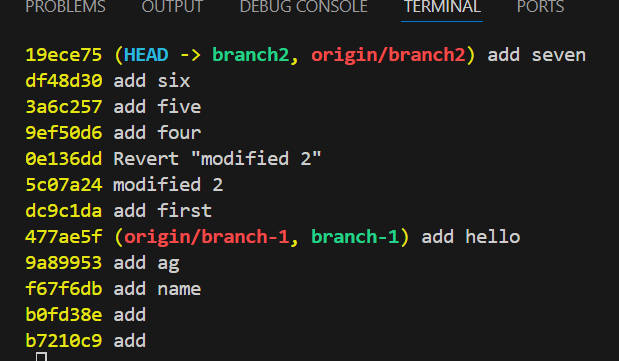 PROBLEMS OUTPUT DEBUG CONSOLE TERMINAL PORTS
19ece75 (HEAD -> branch2, origin/branch2) add seven
df48d30 add six
3a6c257 add five
9ef50d6 add four
0e136dd Revert "modified 2"
5c07a24 modified 2
dc9c1da add first
477ae5f (origin/branch-1, branch-1) add hello
9a89953 add ag
f67f6db add name
b0fd38e add
b7210c9 add